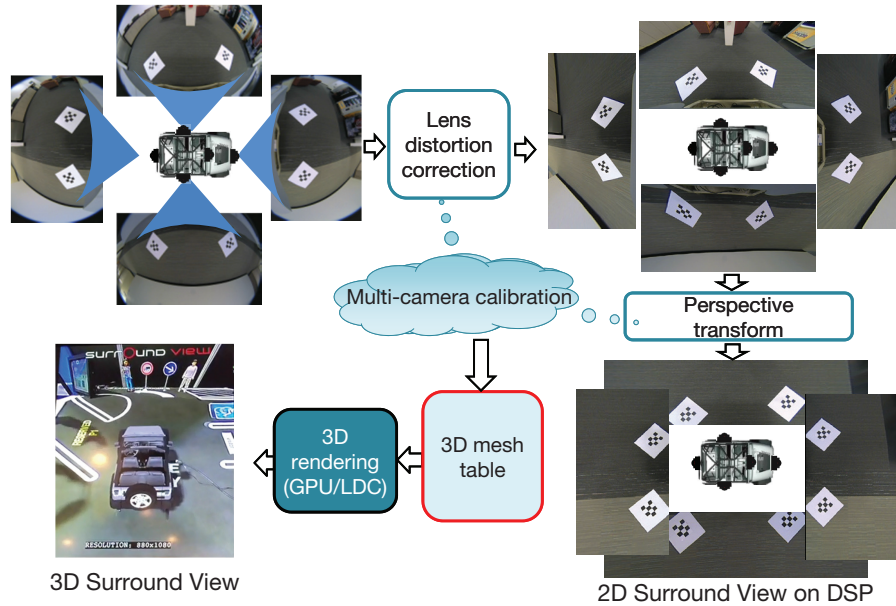 Lens
distortion
correction
Multi-camera calibration
Perspective
transform
surround view
3D
rendering
(GPU/LDC)
3D mesh
table
RESOLUTION: 880x1080
3D Surround View
2D Surround View on DSP